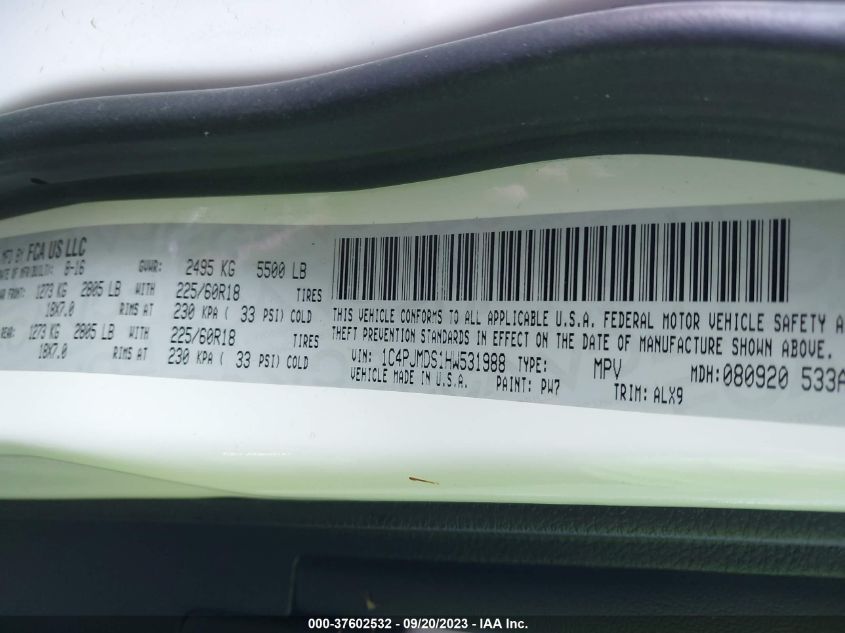 MFD BY FCA US LLC
DATE OF MFR(BUILT): 8-16 GVWR: 2495 KG 5500 LB
FRONT: 1273 KG 2805 LB WITH 225/60R18 TIRES
18X7.0 RIMS AT 230 KPA ( 33 PSI) COLD
REAR: 1273 KG 2805 LB WITH 225/60R18 TIRES
18X7.0 RIMS AT 230 KPA ( 33 PSI) COLD
THIS VEHICLE CONFORMS TO ALL APPLICABLE U.S.A. FEDERAL MOTOR VEHICLE SAFETY
THEFT PREVENTION STANDARDS IN EFFECT ON THE DATE OF MANUFACTURE SHOWN ABOVE.
VIN: 1C4PJMDS1HW531988 TYPE: MPV MDH:080920 533A
VEHICLE MADE IN U.S.A. PAINT: PW7 TRIM: ALX9
000-37602532 - 09/20/2023 - IAA Inc.